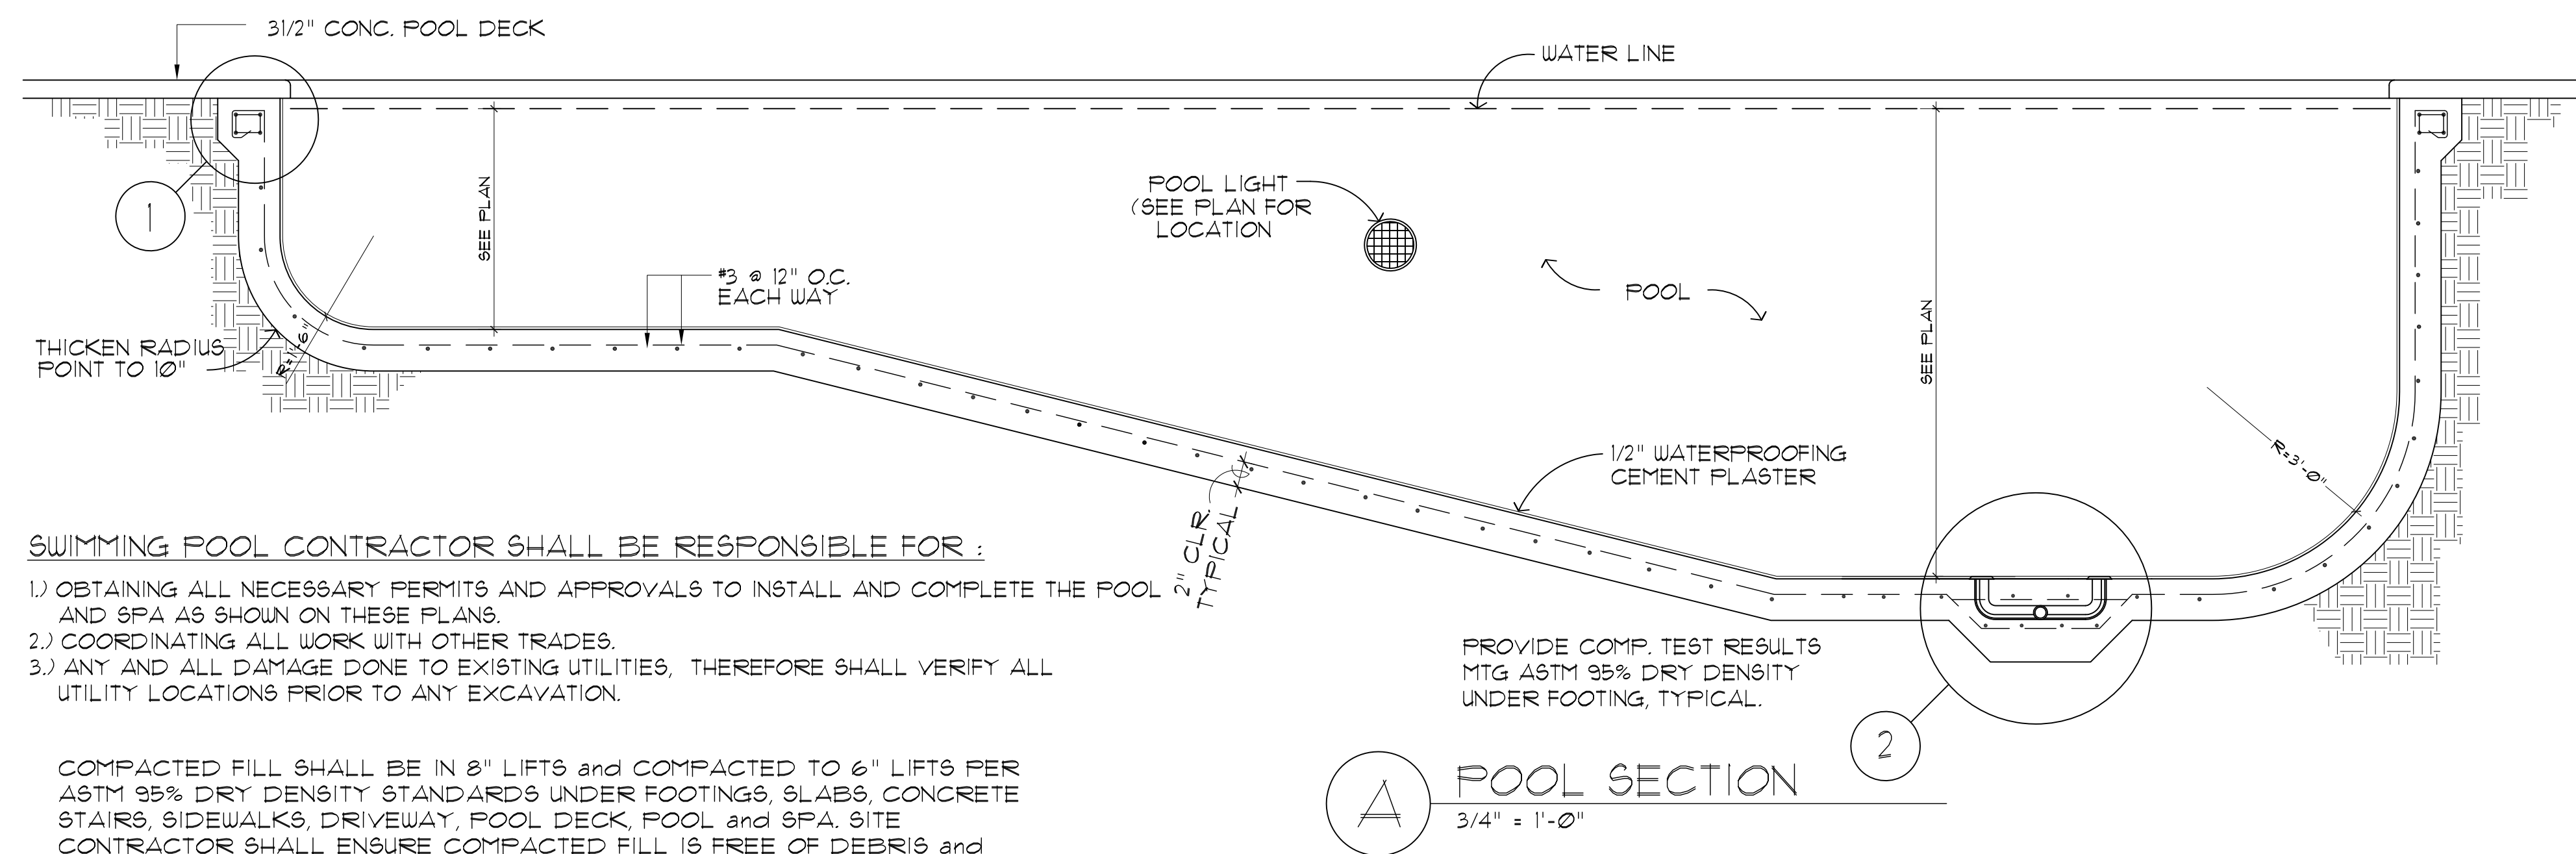 31/2" CONC. POOL DECK
WATER LINE
POOL LIGHT
(SEE PLAN FOR
LOCATION
1
SEE PLAN
#3 @ 12" O.C.
EACH WAY
POOL
SEE PLAN
THICKEN RADIUS
POINT TO 10"
R=1'-6"
1/2" WATERPROOFING
CEMENT PLASTER
R=3'-0"
2" CLR.
TYPICAL
SWIMMING POOL CONTRACTOR SHALL BE RESPONSIBLE FOR :
1.) OBTAINING ALL NECESSARY PERMITS AND APPROVALS TO INSTALL AND COMPLETE THE POOL
AND SPA AS SHOWN ON THESE PLANS.
2.) COORDINATING ALL WORK WITH OTHER TRADES.
3.) ANY AND ALL DAMAGE DONE TO EXISTING UTILITIES, THEREFORE SHALL VERIFY ALL
UTILITY LOCATIONS PRIOR TO ANY EXCAVATION.
PROVIDE COMP. TEST RESULTS
MTG ASTM 95% DRY DENSITY
UNDER FOOTING, TYPICAL.
2
COMPACTED FILL SHALL BE IN 8" LIFTS and COMPACTED TO 6" LIFTS PER
ASTM 95% DRY DENSITY STANDARDS UNDER FOOTINGS, SLABS, CONCRETE
STAIRS, SIDEWALKS, DRIVEWAY, POOL DECK, POOL and SPA. SITE
CONTRACTOR SHALL ENSURE COMPACTED FILL IS FREE OF DEBRIS and
A
POOL SECTION
3/4" = 1'-0"